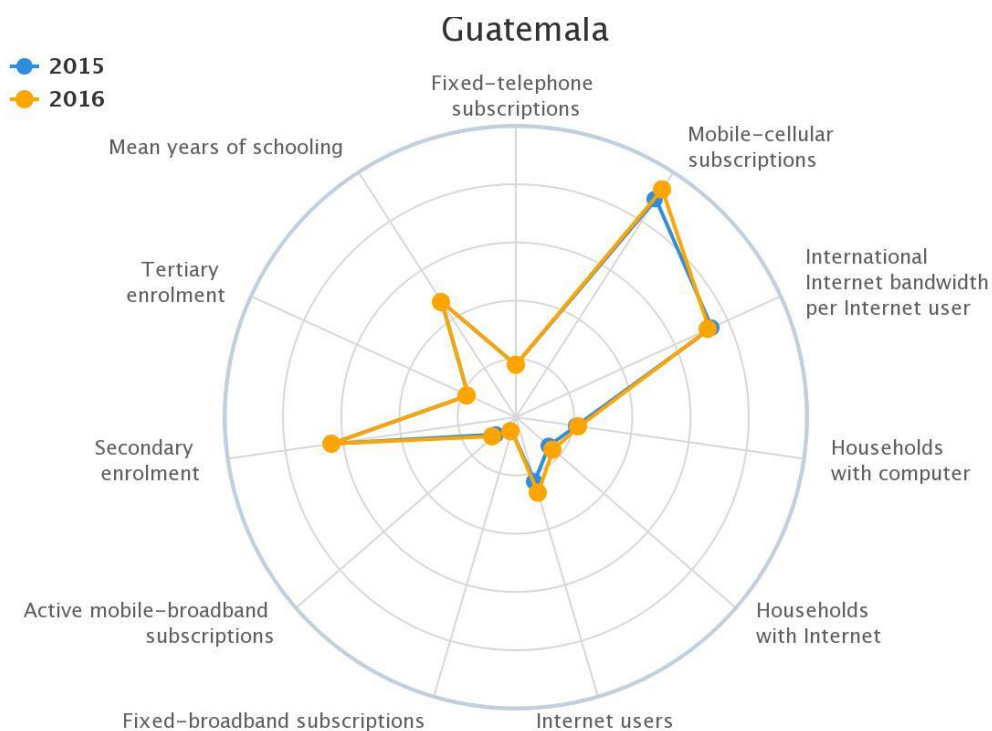 Guatemala
2015
2016
Fixed-telephone
subscriptions
Mobile-cellular
subscriptions
International
Internet bandwidth
per Internet user
Households
with computer
Households
with Internet
Internet users
Fixed-broadband subscriptions
Active mobile-broadband
subscriptions
Secondary
enrolment
Tertiary
enrolment
Mean years of schooling